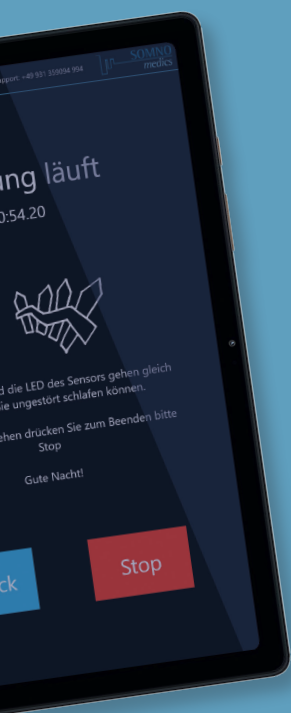 upport: +49 931 359094 994
SOMNO
medics
ung läuft
0:54.20
d die LED des Sensors gehen gleich
ie ungestört schlafen können.
ehen drücken Sie zum Beenden bitte
Stop
Gute Nacht!
ck
Stop